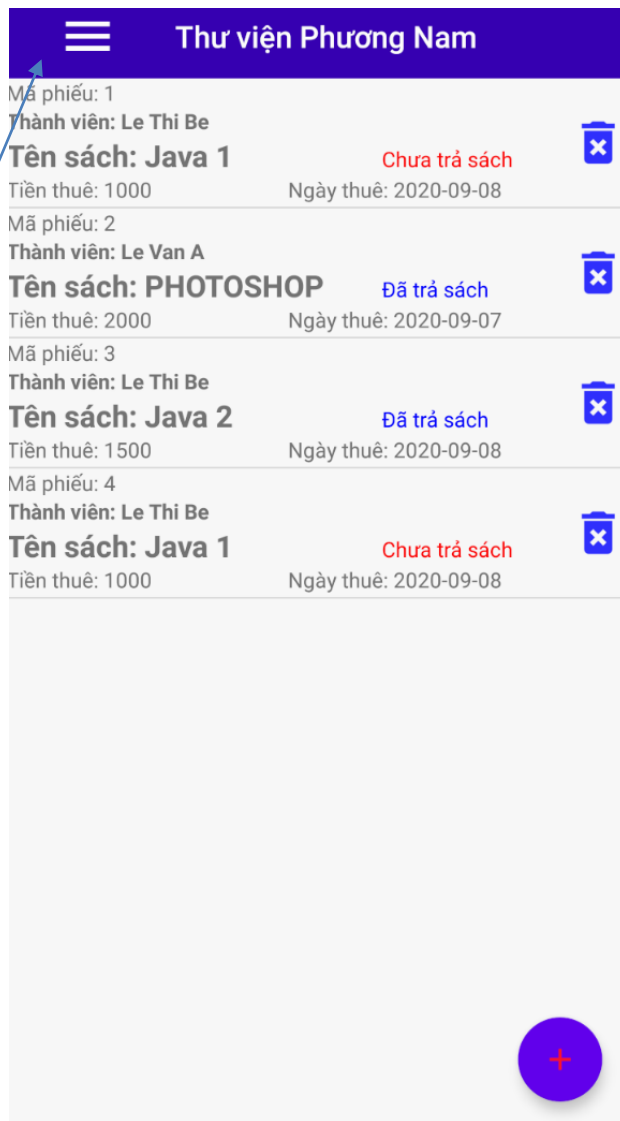 Thư viện Phương Nam
Mã phiếu: 1
Thành viên: Le Thi Be
Tên sách: Java 1 Chưa trả sách
Tiền thuê: 1000 Ngày thuê: 2020-09-08
Mã phiếu: 2
Thành viên: Le Van A
Tên sách: PHOTOSHOP Đã trả sách
Tiền thuê: 2000 Ngày thuê: 2020-09-07
Mã phiếu: 3
Thành viên: Le Thi Be
Tên sách: Java 2 Đã trả sách
Tiền thuê: 1500 Ngày thuê: 2020-09-08
Mã phiếu: 4
Thành viên: Le Thi Be
Tên sách: Java 1 Chưa trả sách
Tiền thuê: 1000 Ngày thuê: 2020-09-08